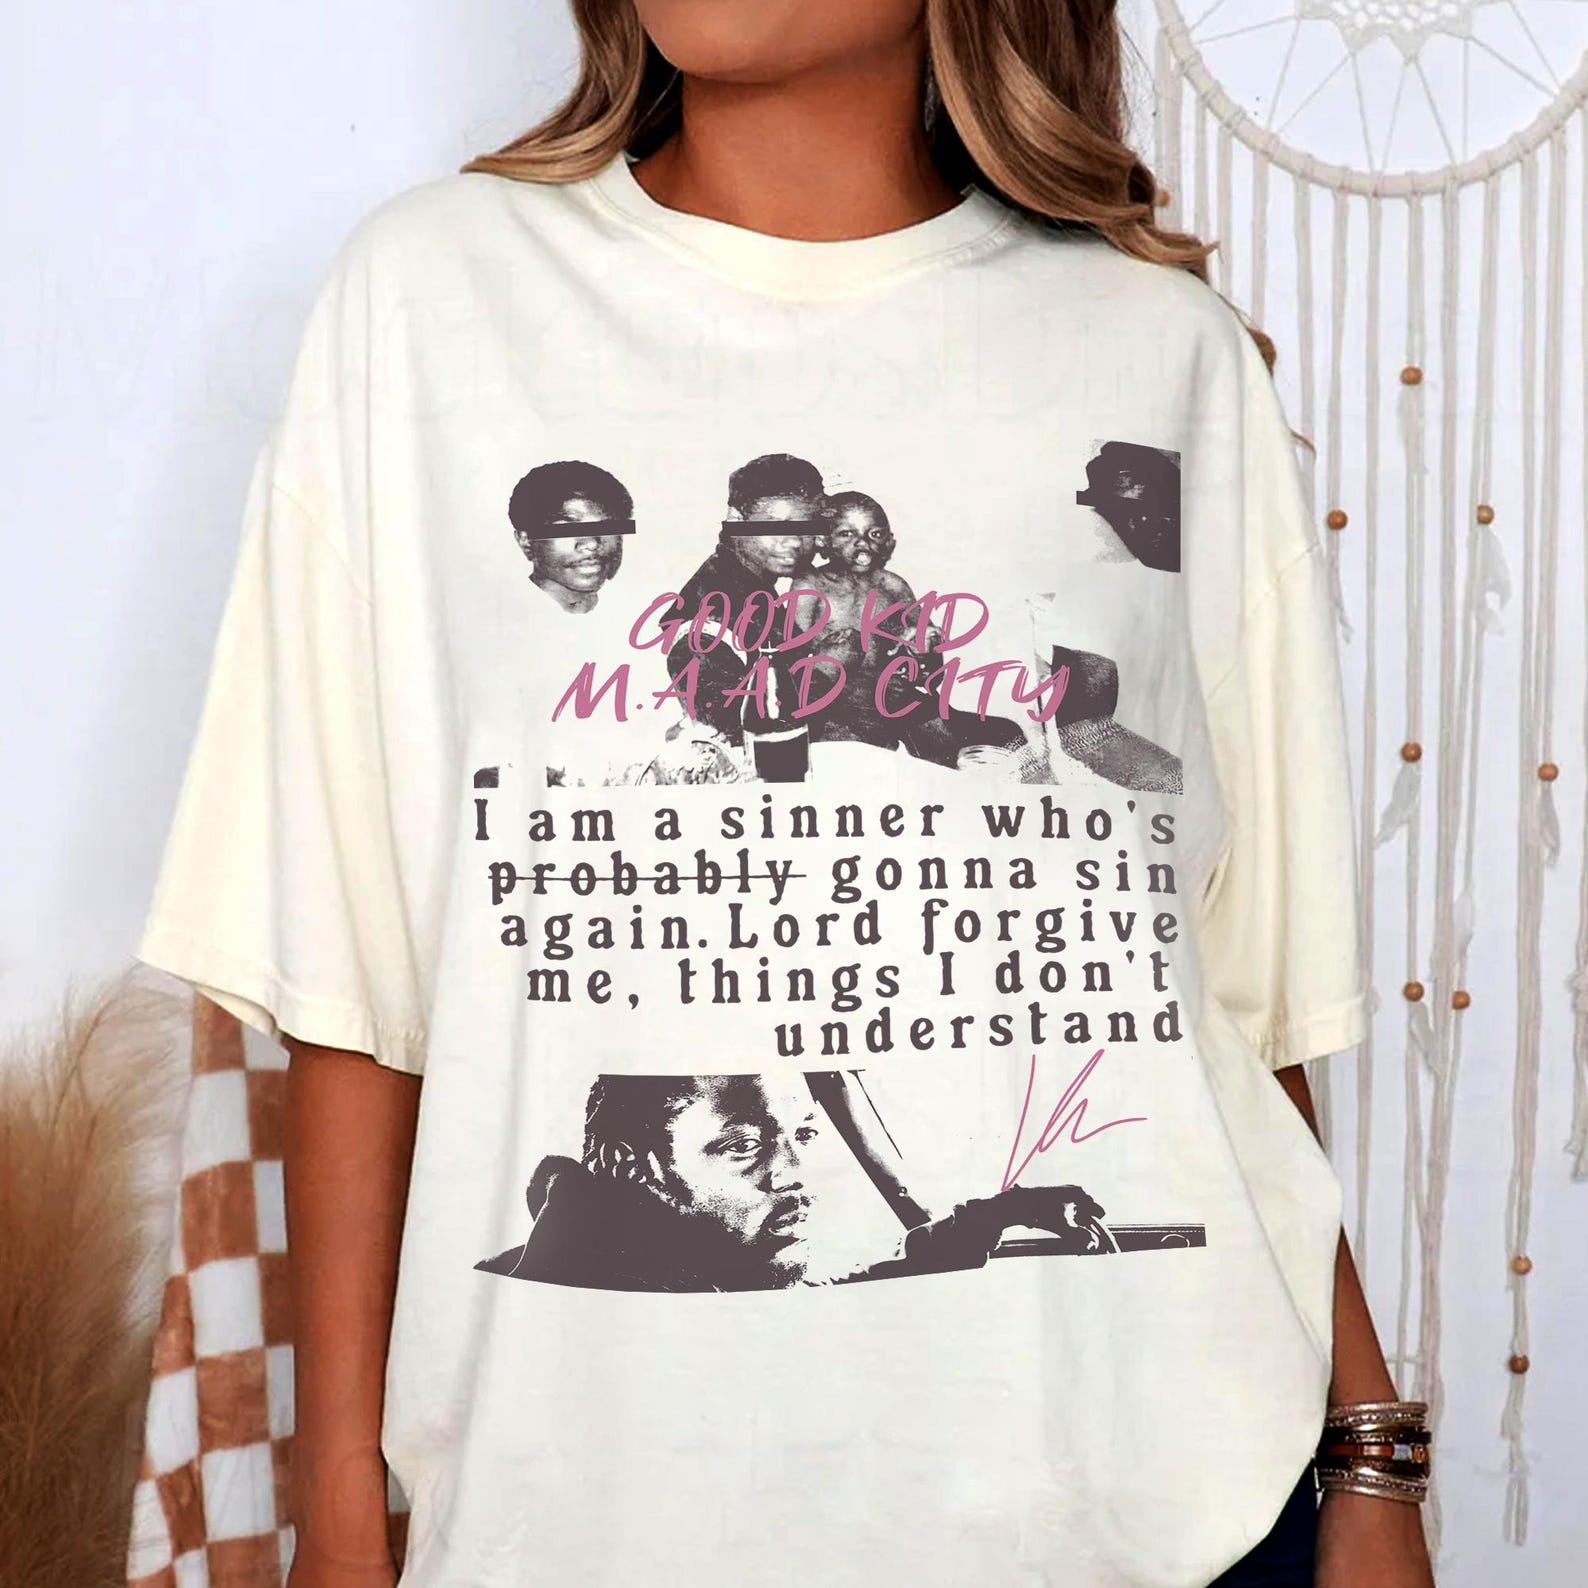 GOOD KID
M.A.A.D CITY
I am a sinner who's
probably gonna sin
again. Lord forgive
me, things I don't
understand